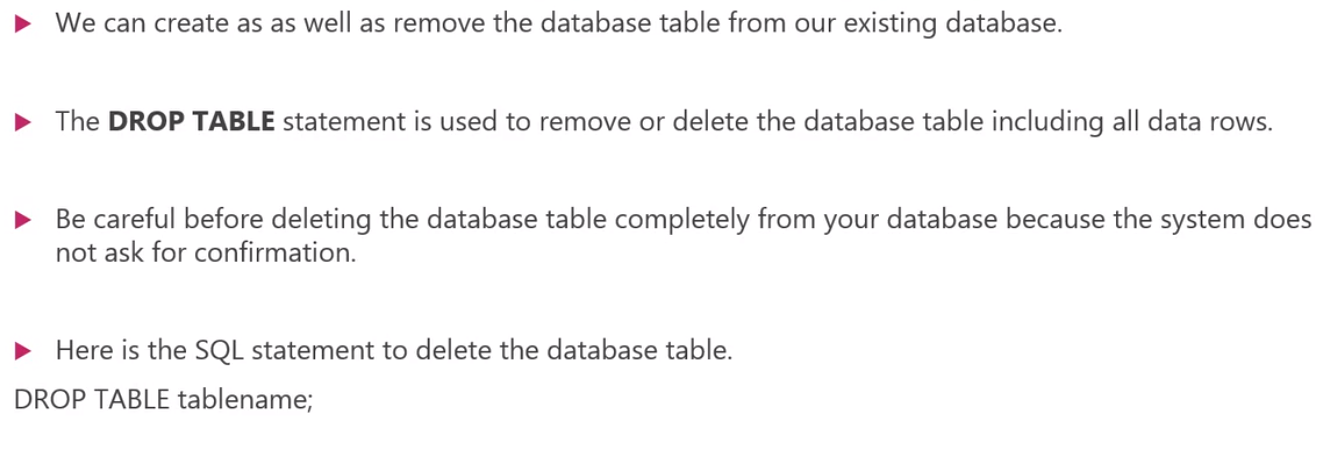 We can create as as well as remove the database table from our existing database.
The DROP TABLE statement is used to remove or delete the database table including all data rows.
Be careful before deleting the database table completely from your database because the system does
not ask for confirmation.
Here is the SQL statement to delete the database table.
DROP TABLE tablename;